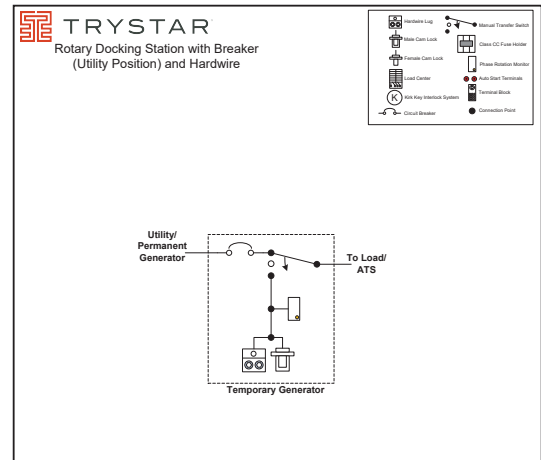 TRYSTAR
Rotary Docking Station with Breaker
(Utility Position) and Hardwire
Hardwire Lug
Male Cam Lock
Female Cam Lock
Load Center
K
Kirk Key Interlock System
Circuit Breaker
Manual Transfer Switch
Class CC Fuse Holder
Phase Rotation Monitor
Auto Start Terminals
Terminal Block
Connection Point
Utility/
Permanent
Generator
To Load/
ATS
Temporary Generator